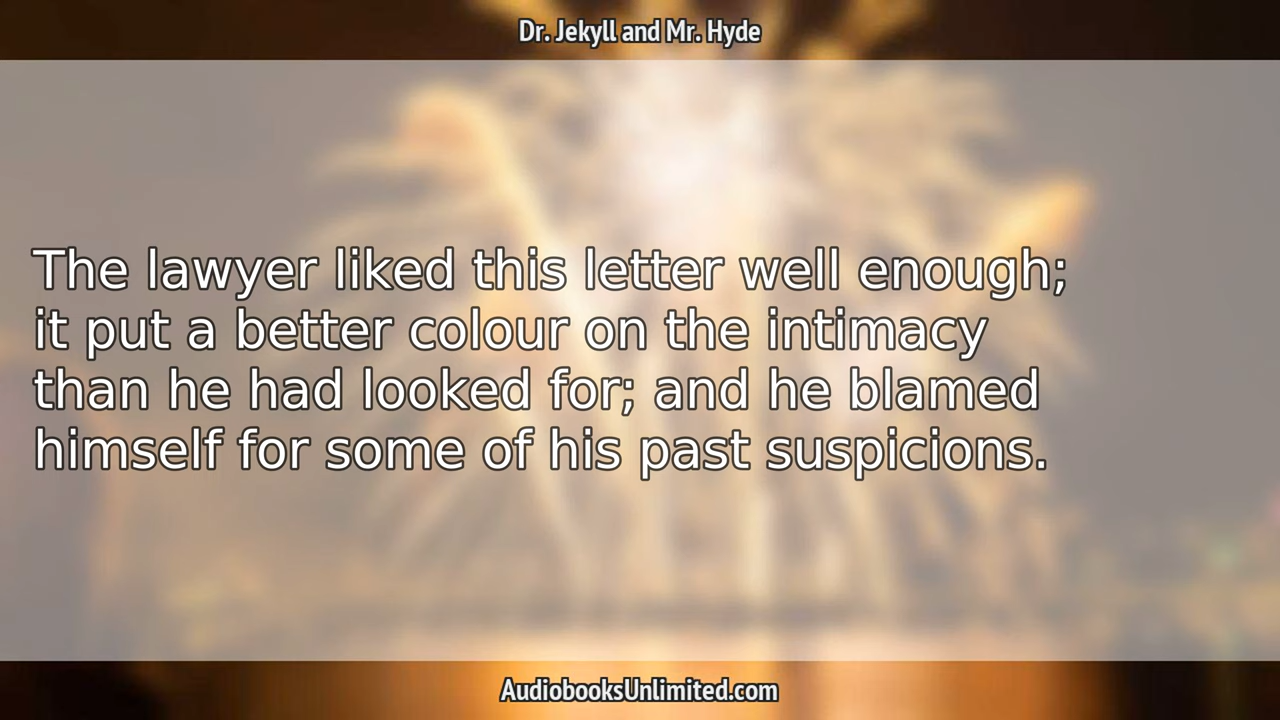 Dr. Jekyll and Mr. Hyde
The lawyer liked this letter well enough;
it put a better colour on the intimacy
than he had looked for; and he blamed
himself for some of his past suspicions.
AudiobooksUnlimited.com